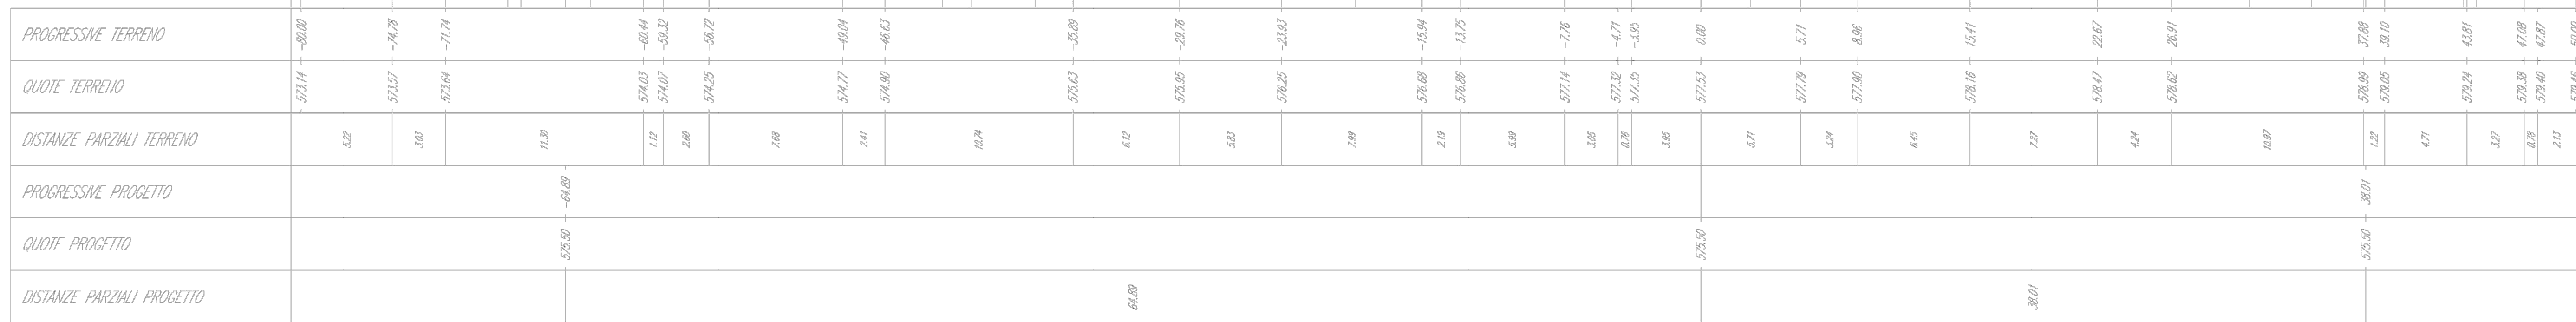 PROGRESSIVE TERRENO -80.00 -74.78 -71.74 -60.44 -59.32 -56.72 -49.04 -46.63 -35.89 -29.76 -23.93 -15.94 -13.75 -7.76 -4.71 -3.95 0.00 5.71 8.96 15.41 22.67 26.91 37.88 39.10 43.81 47.08 47.87
QUOTE TERRENO 573.14 573.57 573.64 574.03 574.07 574.25 574.77 574.90 575.63 575.95 576.25 576.68 576.86 577.14 577.32 577.35 577.53 577.79 577.90 578.16 578.47 578.62 578.99 579.05 579.24 579.38 579.40
DISTANZE PARZIALI TERRENO 5.22 3.03 11.30 1.12 2.60 7.68 2.41 10.74 6.12 5.83 7.99 2.19 5.99 3.05 0.76 3.95 5.71 3.24 6.45 7.27 4.24 10.97 1.22 4.71 3.27 0.78 2.13
PROGRESSIVE PROGETTO -64.89 38.01
QUOTE PROGETTO 575.50 575.50 575.50
DISTANZE PARZIALI PROGETTO 64.89 38.01